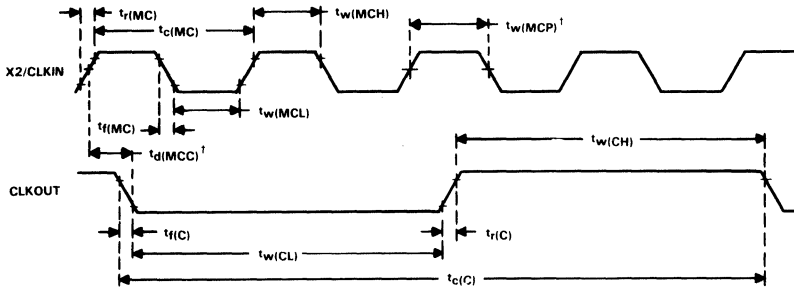 tr(MC)
tc(MC)
tw(MCH)
tw(MCP)†
X2/CLKIN
tw(MCL)
tf(MC)
td(MCC)†
tw(CH)
CLKOUT
tf(C)
tr(C)
tw(CL)
tc(C)